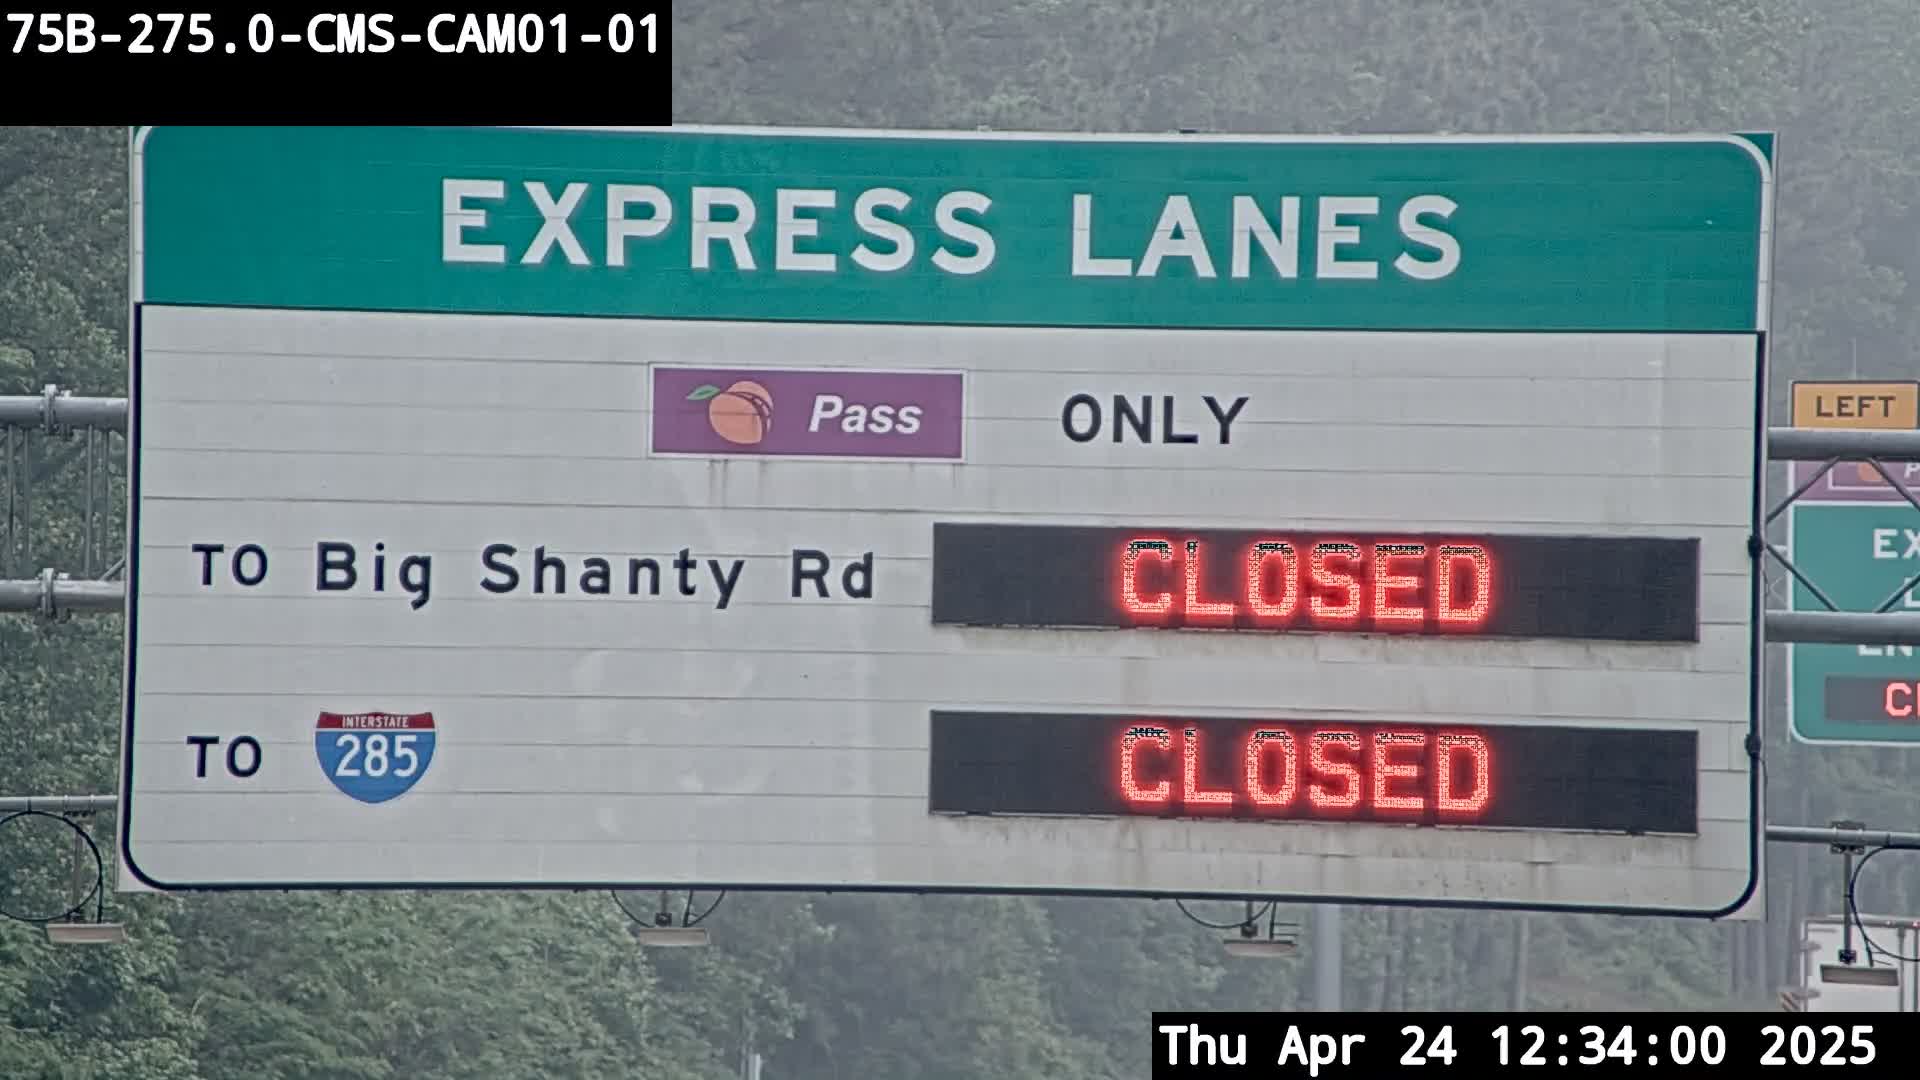 75B-275.0-CMS-CAM01-01
EXPRESS LANES
Pass ONLY
LEFT
TO Big Shanty Rd CLOSED
TO INTERSTATE 285 CLOSED
Thu Apr 24 12:34:00 2025